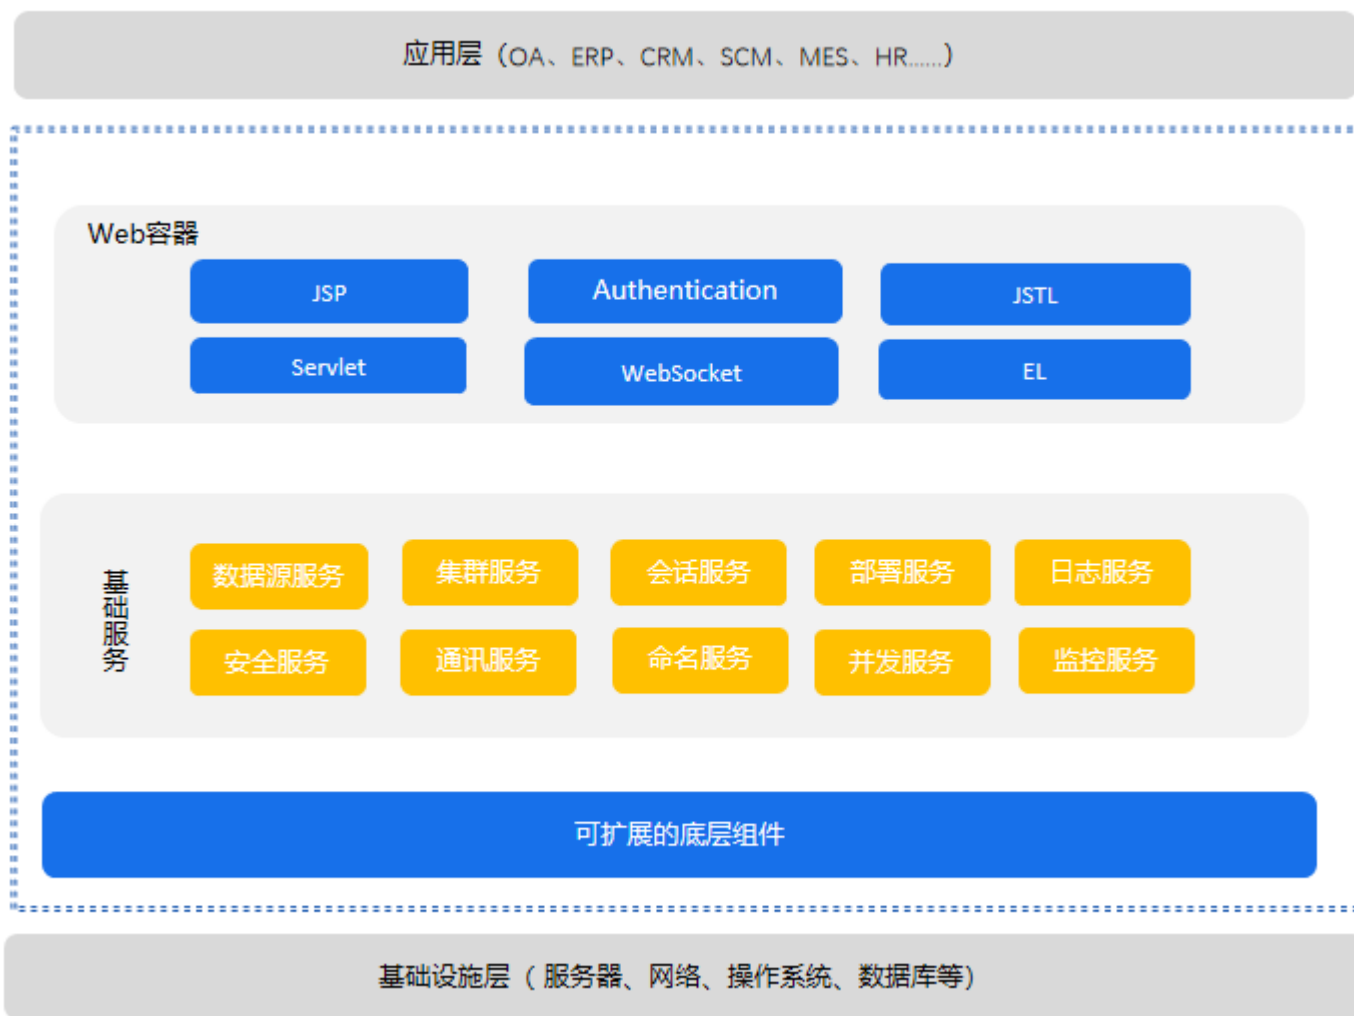 应用层（OA、ERP、CRM、SCM、MES、HR......）
Web容器
JSP
Authentication
JSTL
Servlet
WebSocket
EL
基础服务
数据源服务
集群服务
会话服务
部署服务
日志服务
安全服务
通讯服务
命名服务
并发服务
监控服务
可扩展的底层组件
基础设施层（ 服务器、网络、操作系统、数据库等）